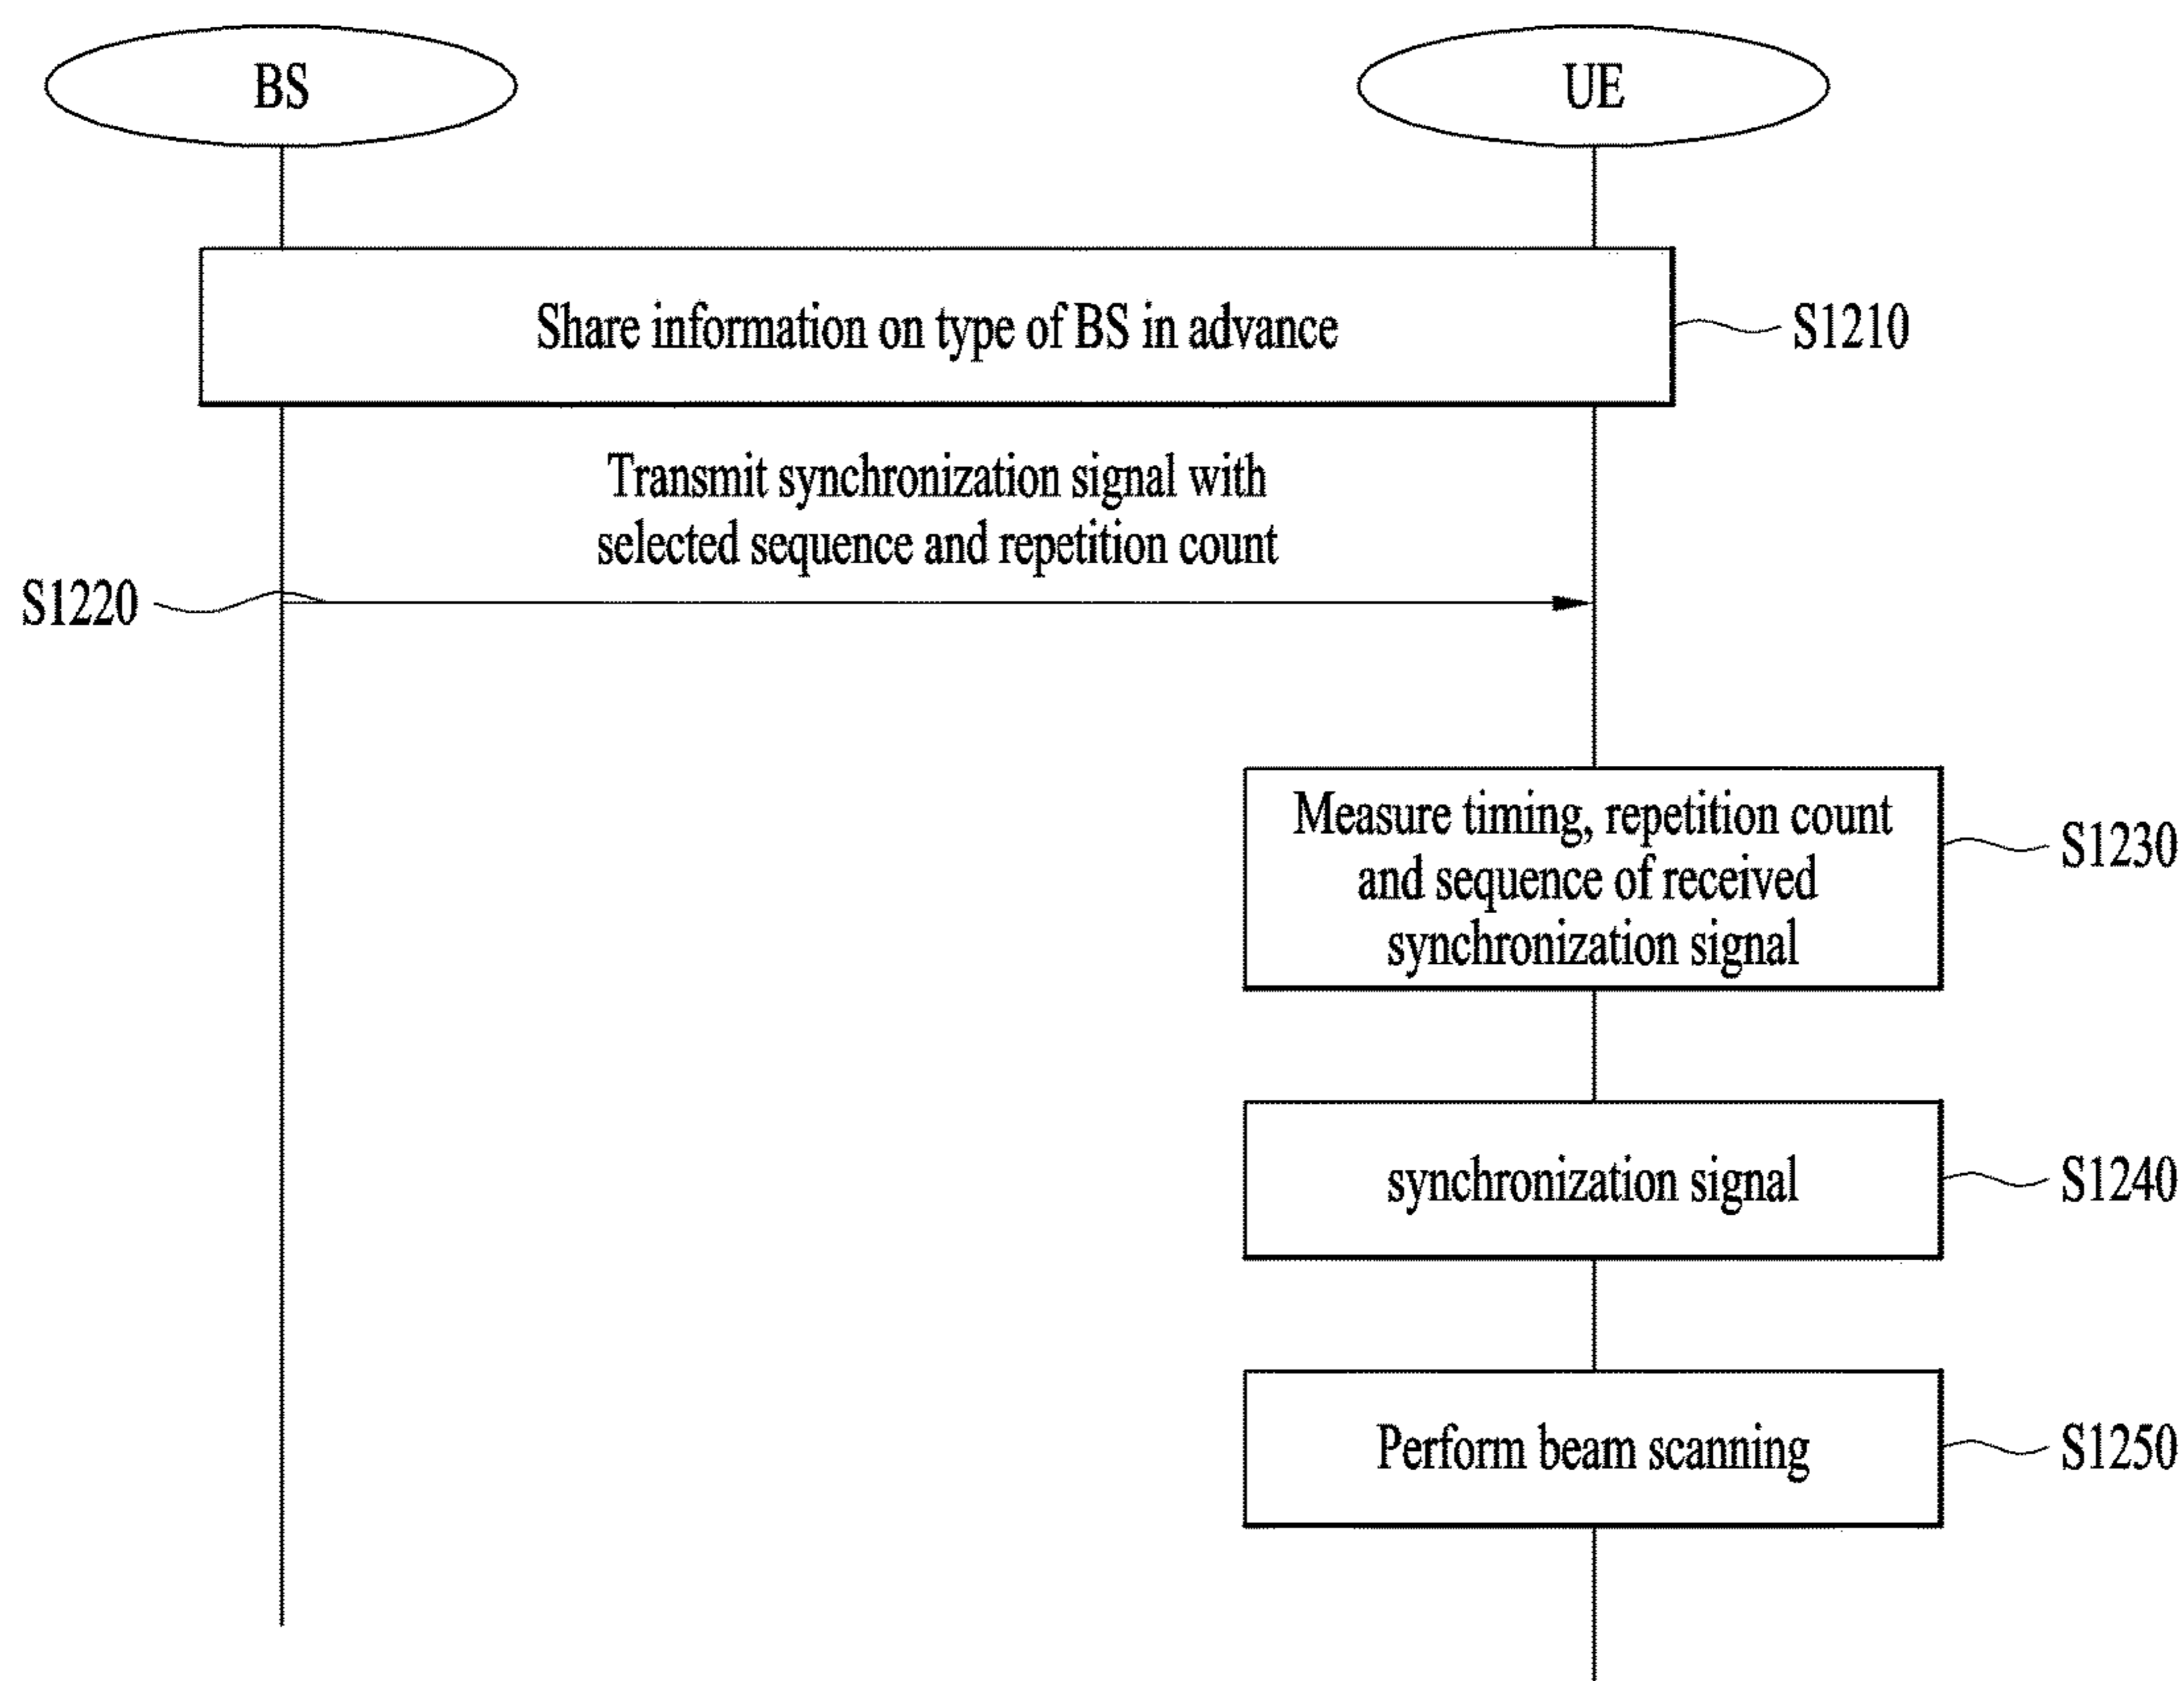 BS
UE
Share information on type of BS in advance
S1210
Transmit synchronization signal with
selected sequence and repetition count
S1220
Measure timing, repetition count
and sequence of received
synchronization signal
S1230
synchronization signal
S1240
Perform beam scanning
S1250